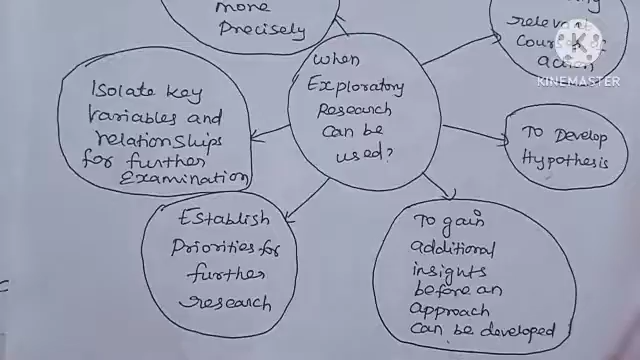 more
Precisely
relevant
action
KINEMASTER
When
Exploratory
Research
can be
used?
Isolate key
variables and
relationships
for further
Examination
To Develop
Hypothesis
Establish
Priorities for
further
research
To gain
additional
insights
before an
approach
can be developed